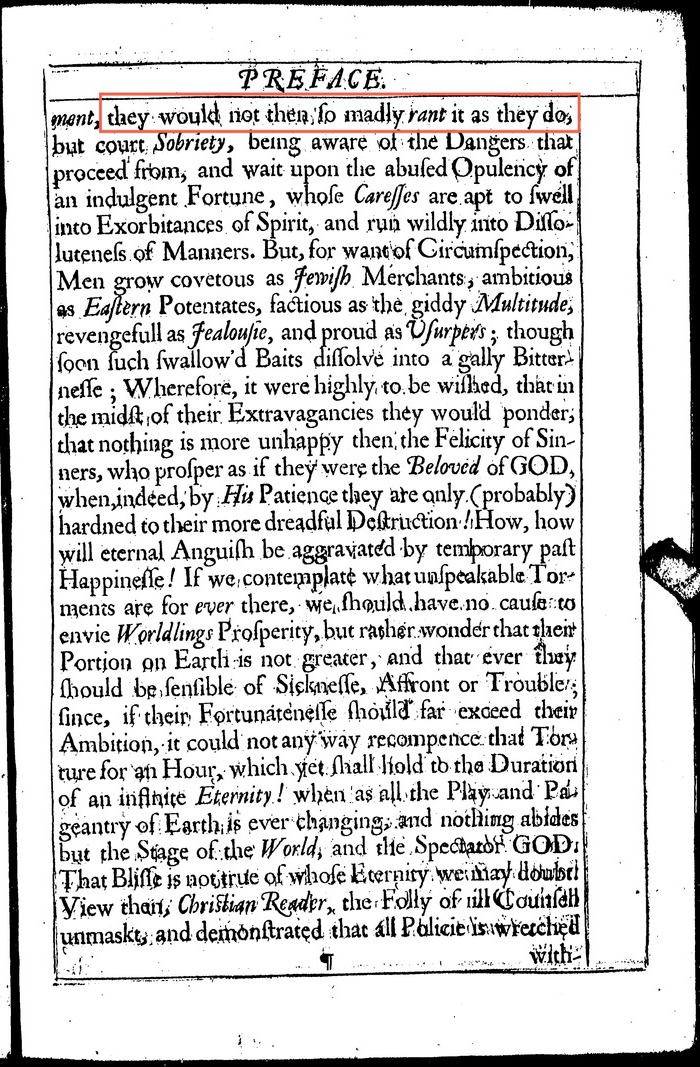 PREFACE.
ment, they would not then, so madly rant it as they do,
but court Sobriety, being aware of the Dangers that
proceed from, and wait upon the abuſed Opulency of
an indulgent Fortune, whoſe Careſſes are apt to ſwell
into Exorbitances of Spirit, and run wildly into Diſſo-
luteneſs of Manners. But, for want of Circumſpection,
Men grow covetous as Jewiſh Merchants, ambitious
as Eaſtern Potentates, factious as the giddy Multitude,
revengefull as Jealouſie, and proud as Vſurpers; though
ſoon ſuch ſwallow'd Baits diſſolve into a gally Bitter-
neſſe; Wherefore, it were highly to be wiſhed, that in
the midſt of their Extravagancies they would ponder,
that nothing is more unhappy then the Felicity of Sin-
ners, who proſper as if they were the Beloved of GOD,
when, indeed, by His Patience they are only (probably)
hardned to their more dreadful Deſtruction! How, how
will eternal Anguiſh be aggravated by temporary paſt
Happineſſe! If we contemplate what unſpeakable Tor-
ments are for ever there, we ſhould have no cauſe to
envie Worldlings Proſperity, but rather wonder that their
Portion on Earth is not greater, and that ever they
ſhould be ſenſible of Sickneſſe, Affront or Trouble;
ſince, if their Fortunateneſſe ſhould far exceed their
Ambition, it could not any way recompence that Tor-
ture for an Hour, which yet ſhall hold to the Duration
of an infinite Eternity! when as all the Play and Pa-
geantry of Earth is ever changing, and nothing abides
but the Stage of the World, and the Spectator GOD.
That Bliſſe is not true of whoſe Eternity we may doubt!
View then, Chriſtian Reader, the Folly of ill Counſell
unmaskt, and demonſtrated that all Policie is wretched
¶ with-